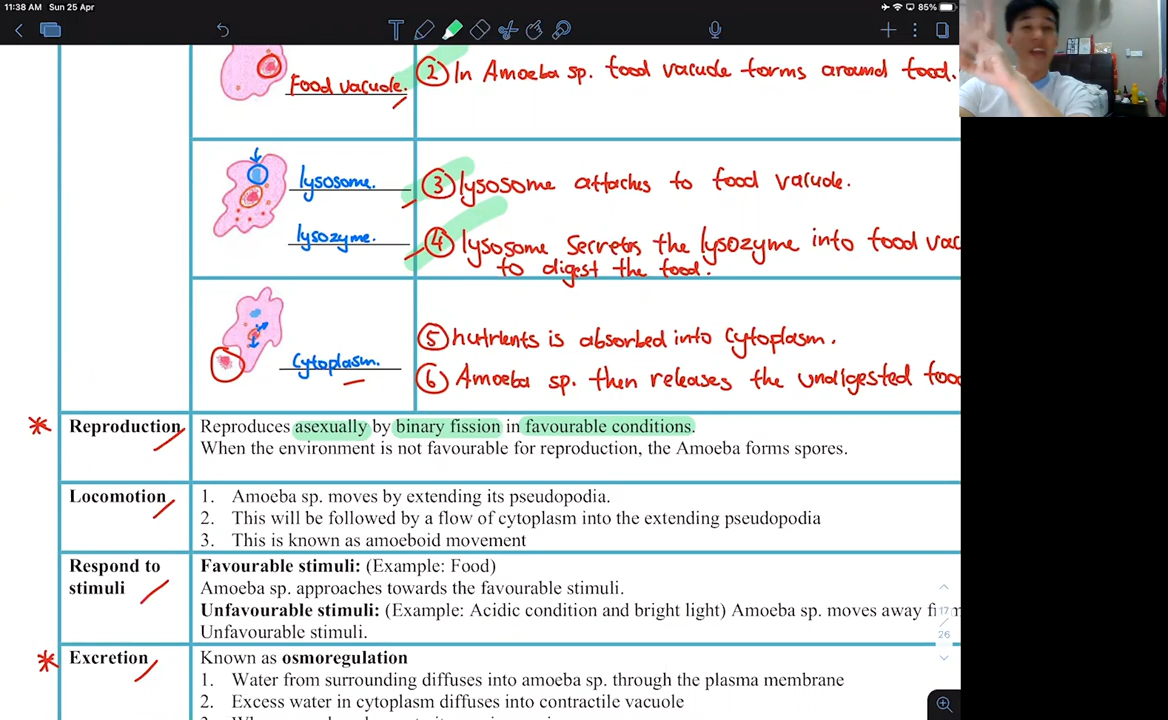 11:38 AM Sun 25 Apr
85%
T
Food vacuole.
② In Amoeba sp. food vacuole forms around food.
lysosome.
③ lysosome attaches to food vacuole.
lysozyme.
④ lysosome secretes the lysozyme into food vac
to digest the food.
⑤ nutrients is absorbed into cytoplasm.
Cytoplasm.
⑥ Amoeba sp. then releases the undigested food
* Reproduction
Reproduces asexually by binary fission in favourable conditions.
When the environment is not favourable for reproduction, the Amoeba forms spores.
Locomotion
1. Amoeba sp. moves by extending its pseudopodia.
2. This will be followed by a flow of cytoplasm into the extending pseudopodia
3. This is known as amoeboid movement
Respond to
stimuli
Favourable stimuli: (Example: Food)
Amoeba sp. approaches towards the favourable stimuli.
Unfavourable stimuli: (Example: Acidic condition and bright light) Amoeba sp. moves away
Unfavourable stimuli.
17
/
26
* Excretion
Known as osmoregulation
1. Water from surrounding diffuses into amoeba sp. through the plasma membrane
2. Excess water in cytoplasm diffuses into contractile vacuole